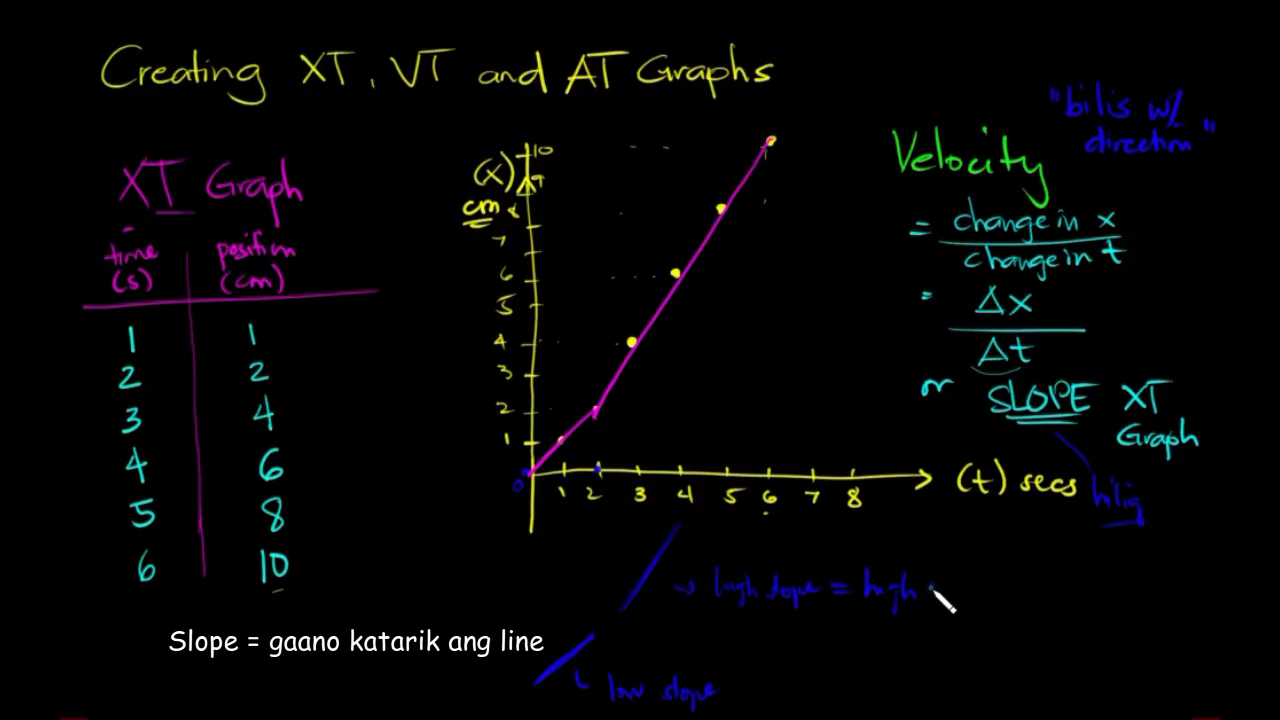 Creating XT, VT and AT Graphs
"bilis w/
direction"
XT Graph
time position
(s) (cm)
1 1
2 2
3 4
4 6
5 8
6 10
(x)
cm
10
9
8
7
6
5
4
3
2
1
0
1 2 3 4 5 6 7 8
(t) secs
Velocity
= change in x
change in t
= Δx
Δt
or SLOPE XT
Graph
hilig
high slope = high
low slope
Slope = gaano katarik ang line